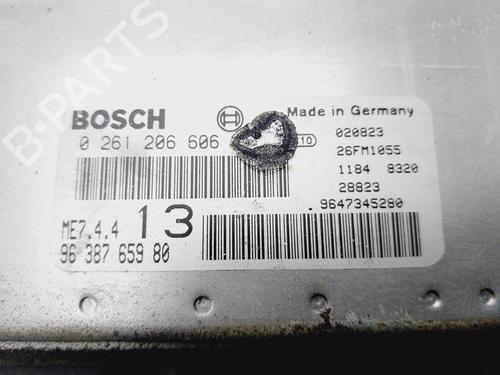 B-PARTS
BOSCH
Made in Germany
0 261 206 606
10
020823
26FM1055
1184 8320
28823
9647345280
ME7.4.4 13
96 387 659 80